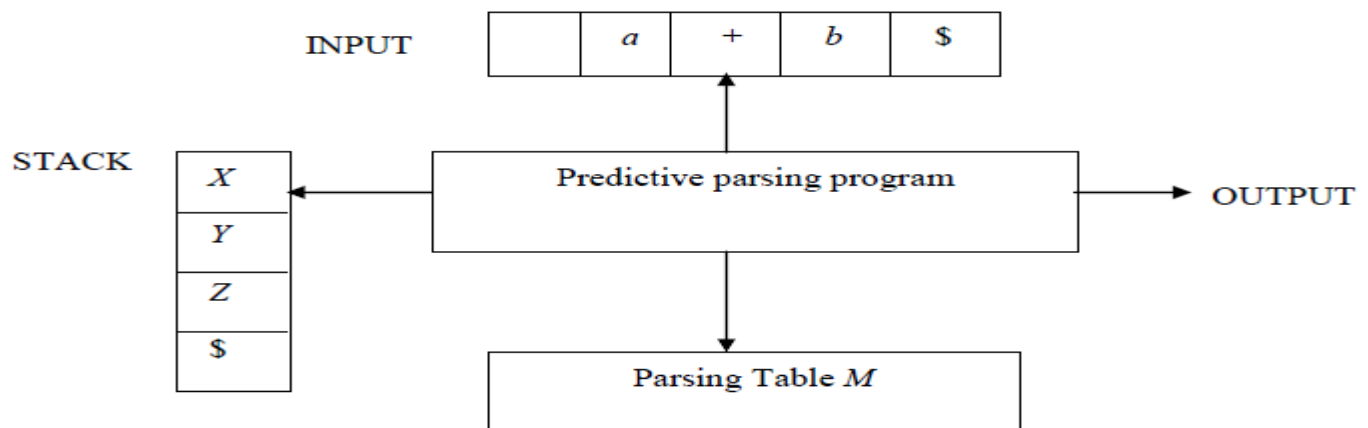 INPUT
a + b $
STACK
X
Y
Z
$
Predictive parsing program
OUTPUT
Parsing Table M